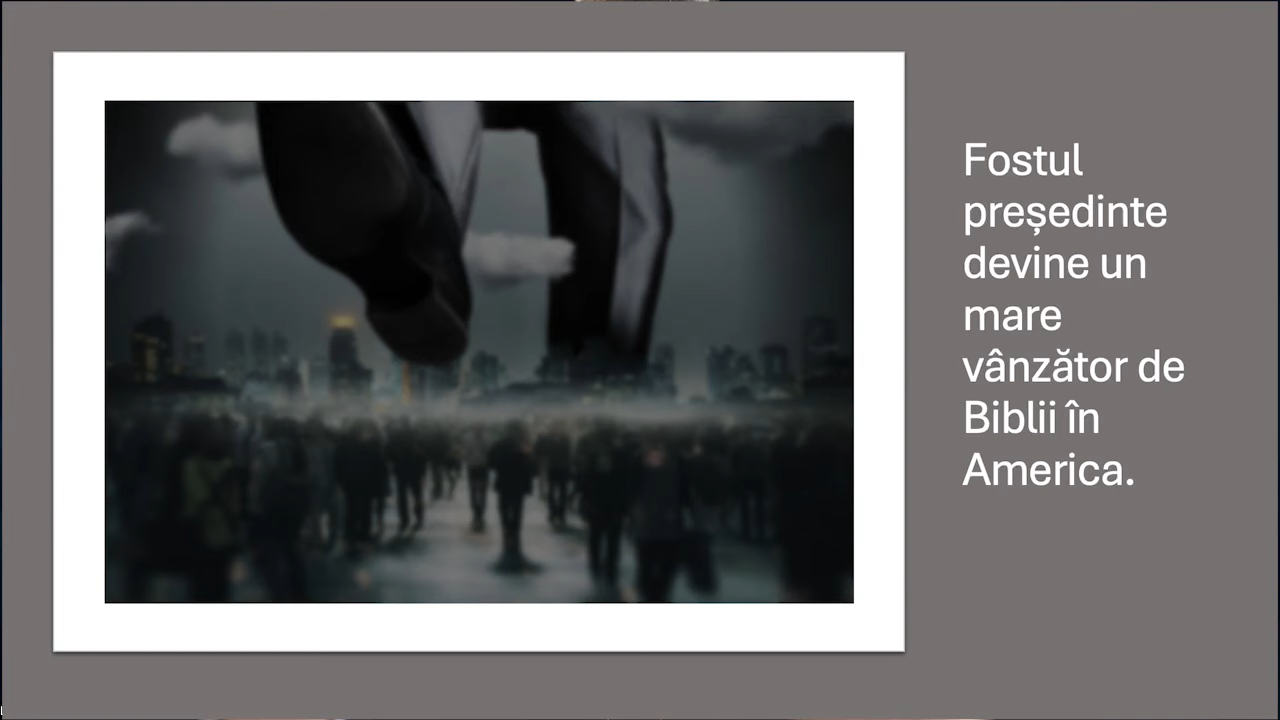 Fostul
președinte
devine un
mare
vânzător de
Biblii în
America.